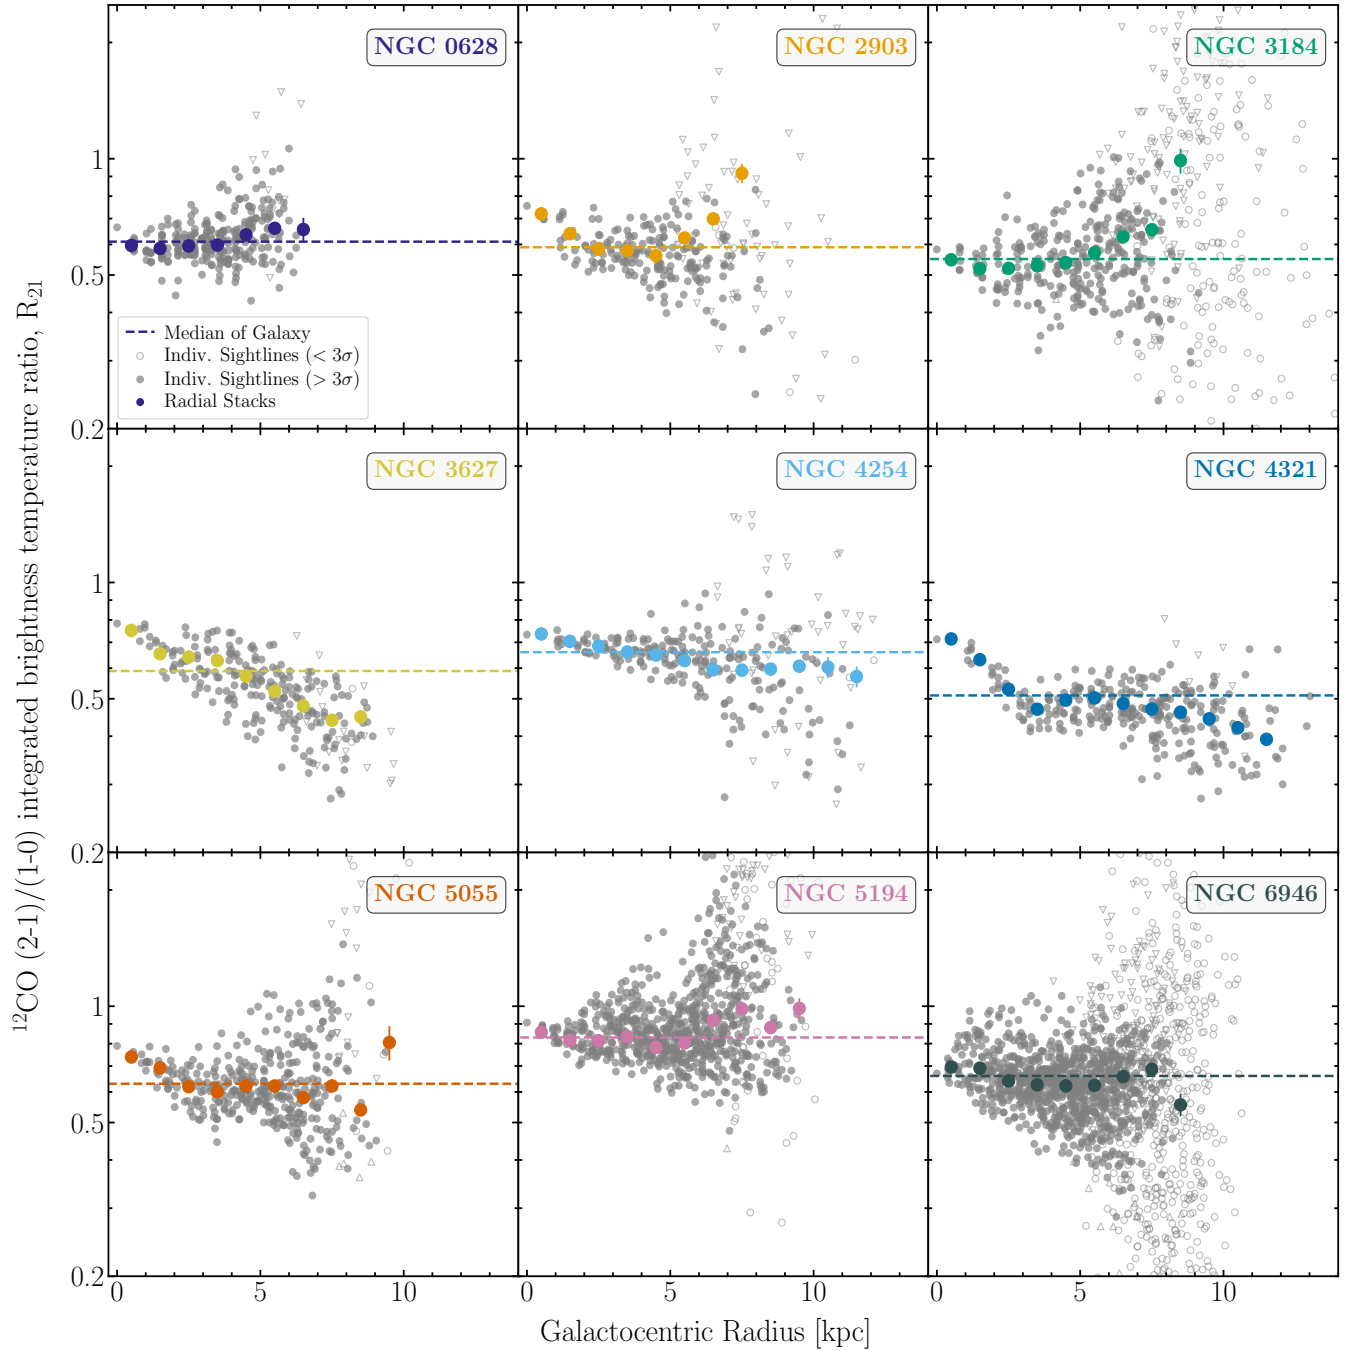 NGC 0628
NGC 2903
NGC 3184
1
0.5
0.2
Median of Galaxy
Indiv. Sightlines (< 3σ)
Indiv. Sightlines (> 3σ)
Radial Stacks
NGC 3627
NGC 4254
NGC 4321
1
0.5
0.2
NGC 5055
NGC 5194
NGC 6946
1
0.5
0.2
0 5 10
0 5 10
0 5 10
Galactocentric Radius [kpc]
¹²CO (2-1)/(1-0) integrated brightness temperature ratio, R₂₁